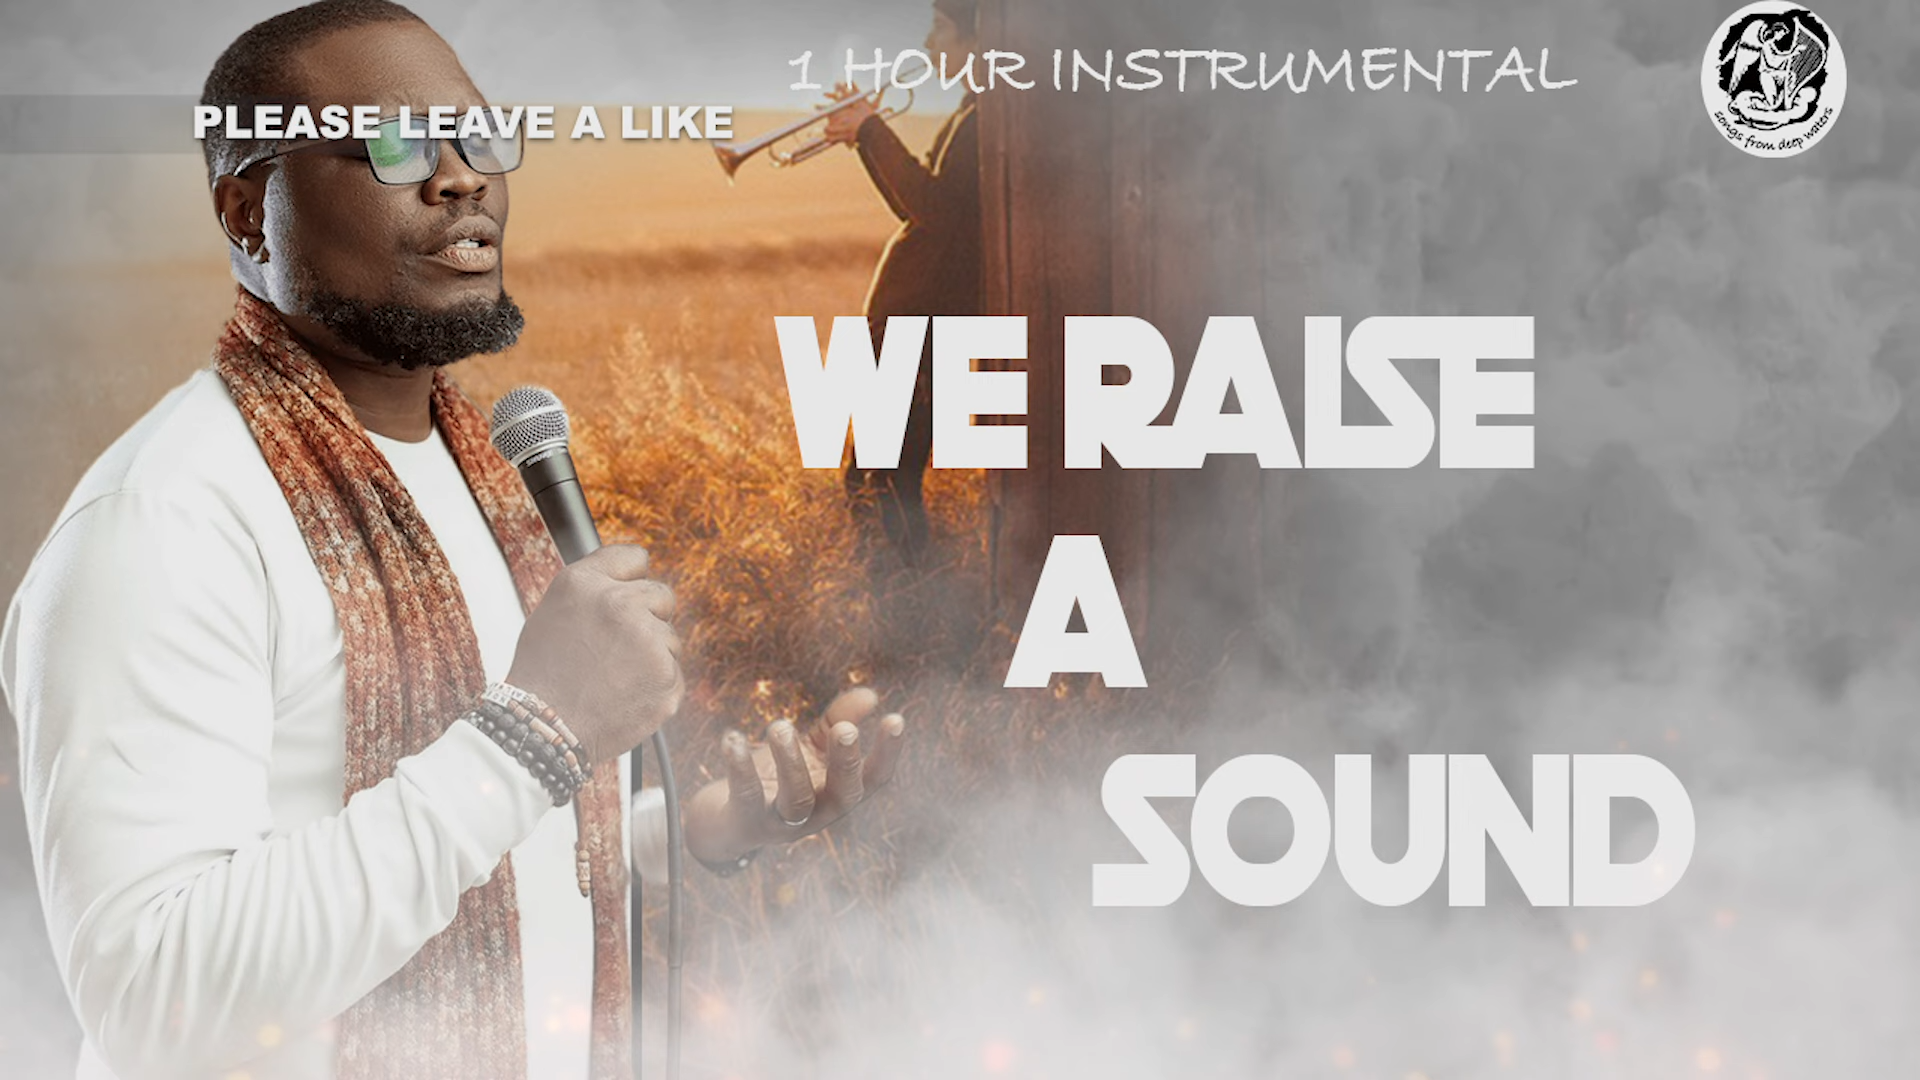 1 HOUR INSTRUMENTAL
PLEASE LEAVE A LIKE
songs from deep waters
WE RAISE
A
SOUND